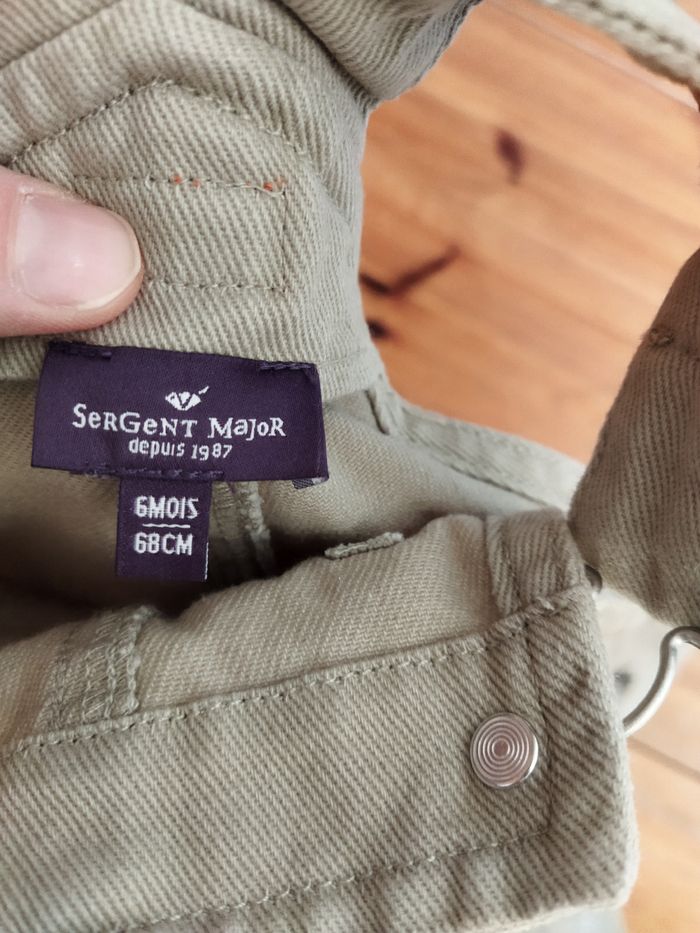 SERGENT MAJOR
depuis 1987
6MOIS
68CM